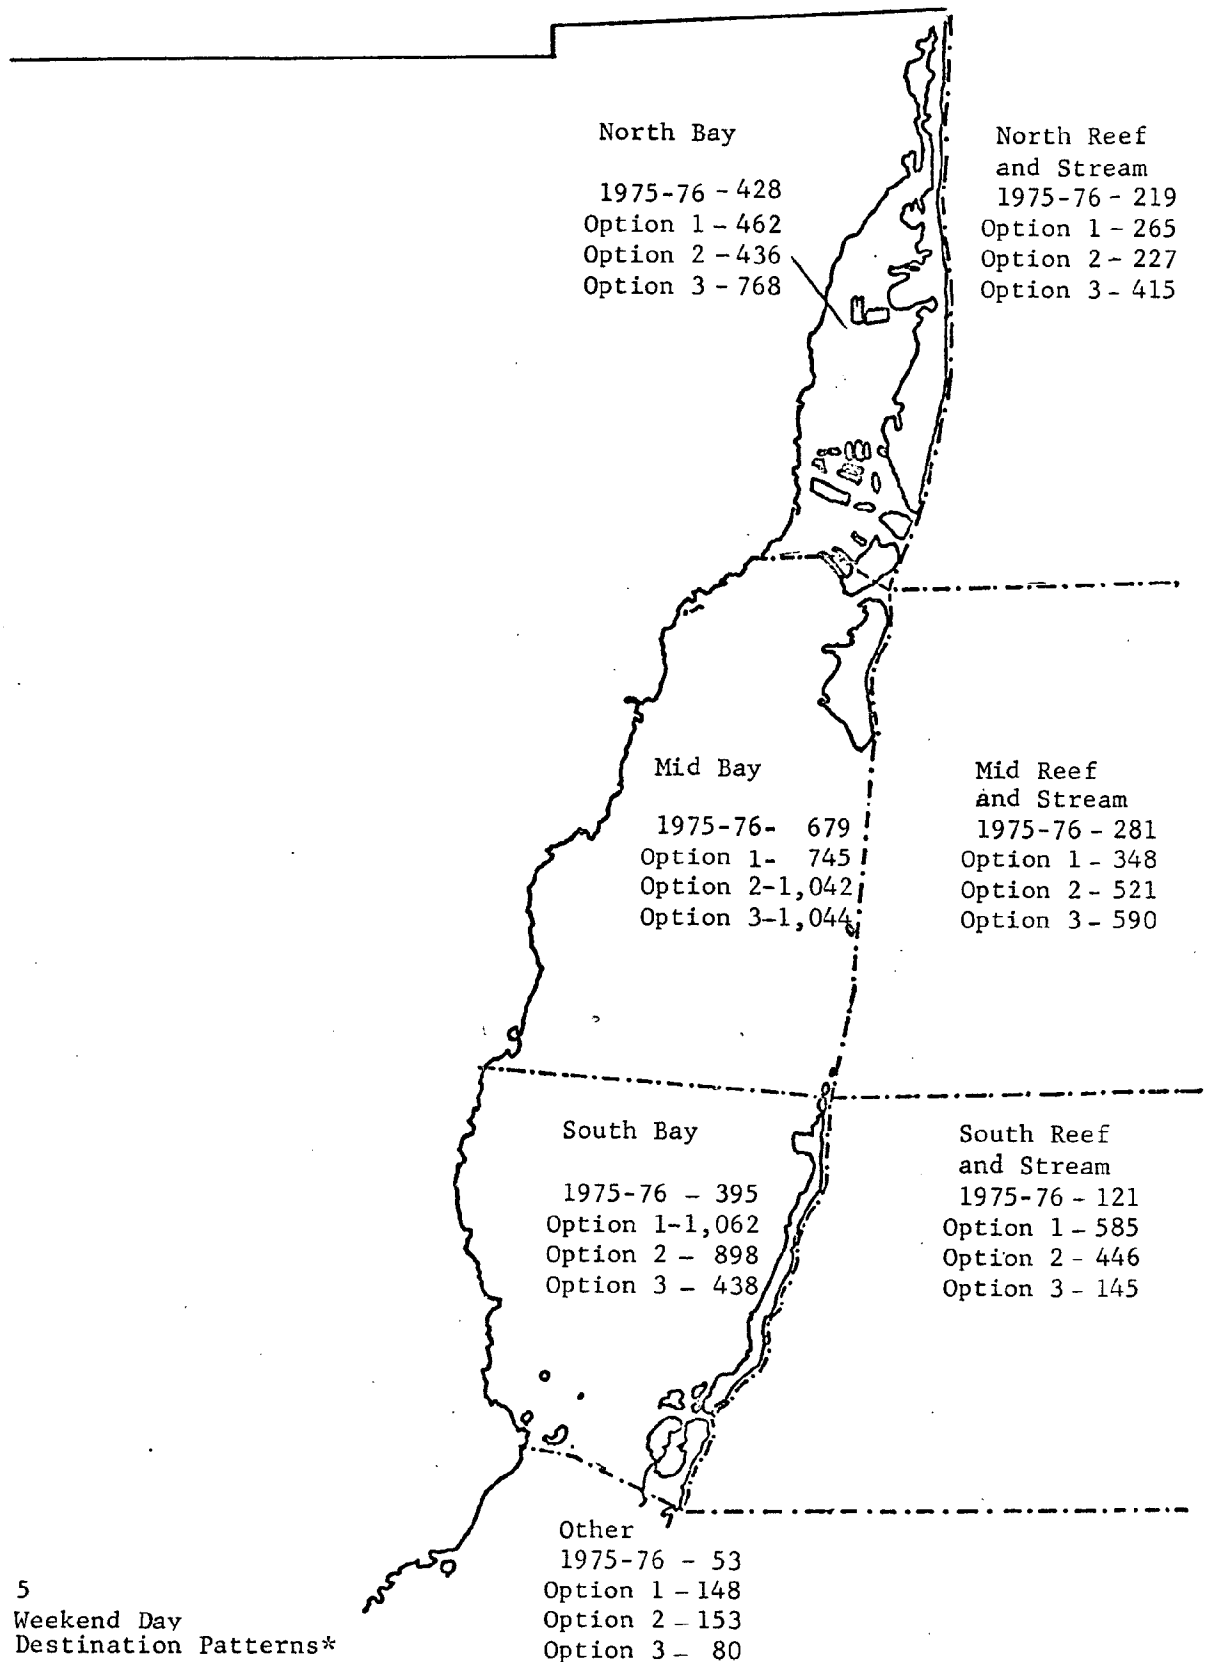 North Bay
1975-76 - 428
Option 1 - 462
Option 2 - 436
Option 3 - 768
North Reef
and Stream
1975-76 - 219
Option 1 - 265
Option 2 - 227
Option 3 - 415
Mid Bay
1975-76- 679
Option 1- 745
Option 2-1,042
Option 3-1,044
Mid Reef
and Stream
1975-76 - 281
Option 1 - 348
Option 2 - 521
Option 3 - 590
South Bay
1975-76 - 395
Option 1-1,062
Option 2 - 898
Option 3 - 438
South Reef
and Stream
1975-76 - 121
Option 1 - 585
Option 2 - 446
Option 3 - 145
Other
1975-76 - 53
Option 1 - 148
Option 2 - 153
Option 3 - 80
5
Weekend Day
Destination Patterns*